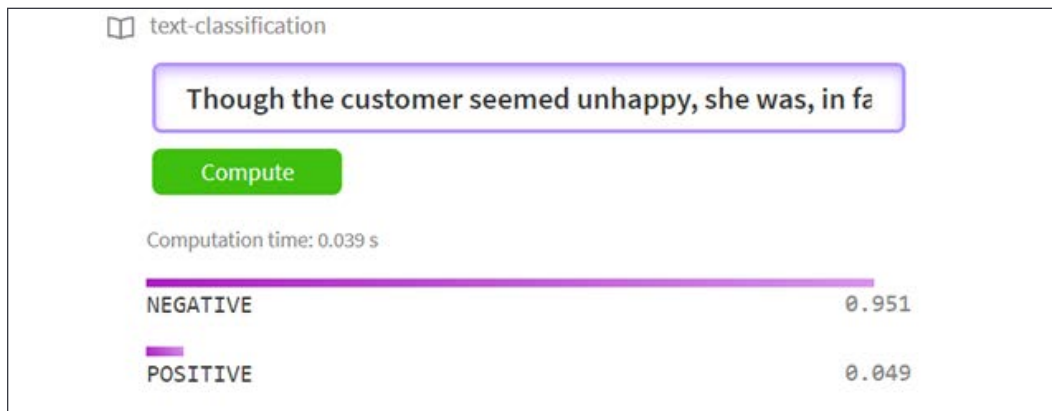 text-classification
Though the customer seemed unhappy, she was, in fa
Compute
Computation time: 0.039 s
NEGATIVE 0.951
POSITIVE 0.049